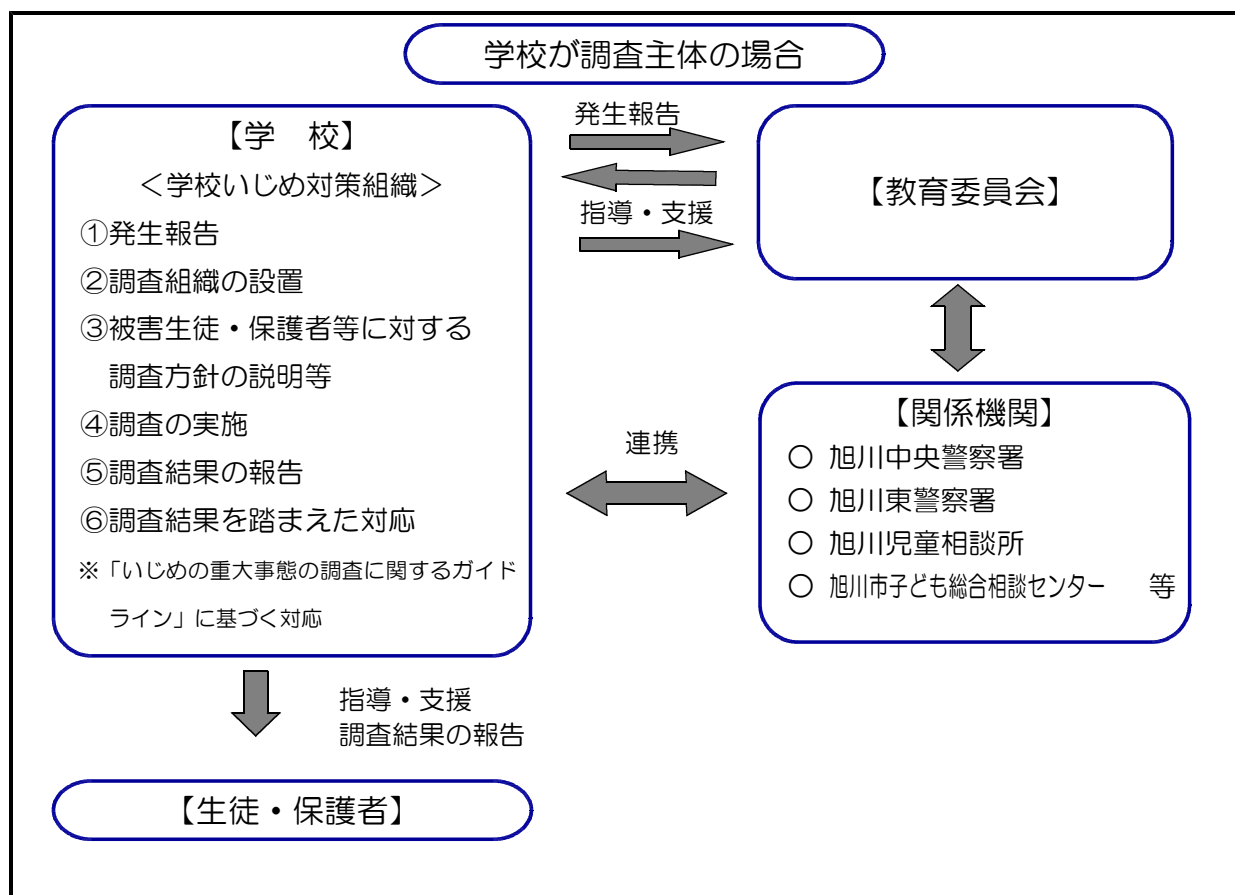 学校が調査主体の場合
【学　校】
＜学校いじめ対策組織＞
①発生報告
②調査組織の設置
③被害生徒・保護者等に対する
調査方針の説明等
④調査の実施
⑤調査結果の報告
⑥調査結果を踏まえた対応
※「いじめの重大事態の調査に関するガイド
ライン」に基づく対応
発生報告
指導・支援
【教育委員会】
連携
【関係機関】
○ 旭川中央警察署
○ 旭川東警察署
○ 旭川児童相談所
○ 旭川市子ども総合相談センター　等
指導・支援
調査結果の報告
【生徒・保護者】